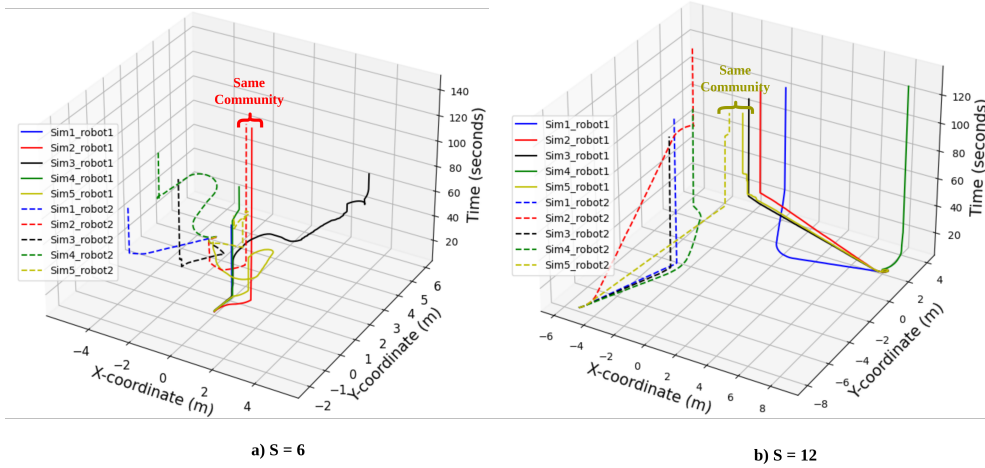 Same
Community
Sim1_robot1
Sim2_robot1
Sim3_robot1
Sim4_robot1
Sim5_robot1
Sim1_robot2
Sim2_robot2
Sim3_robot2
Sim4_robot2
Sim5_robot2
140
120
100
80
60
40
20
Time (seconds)
−4
−2
0
2
4
X-coordinate (m)
−2
−1
0
1
2
3
4
5
6
Y-coordinate (m)
a) S = 6
Same
Community
Sim1_robot1
Sim2_robot1
Sim3_robot1
Sim4_robot1
Sim5_robot1
Sim1_robot2
Sim2_robot2
Sim3_robot2
Sim4_robot2
Sim5_robot2
120
100
80
60
40
20
Time (seconds)
−6
−4
−2
0
2
4
6
8
X-coordinate (m)
−8
−6
−4
−2
0
2
4
Y-coordinate (m)
b) S = 12